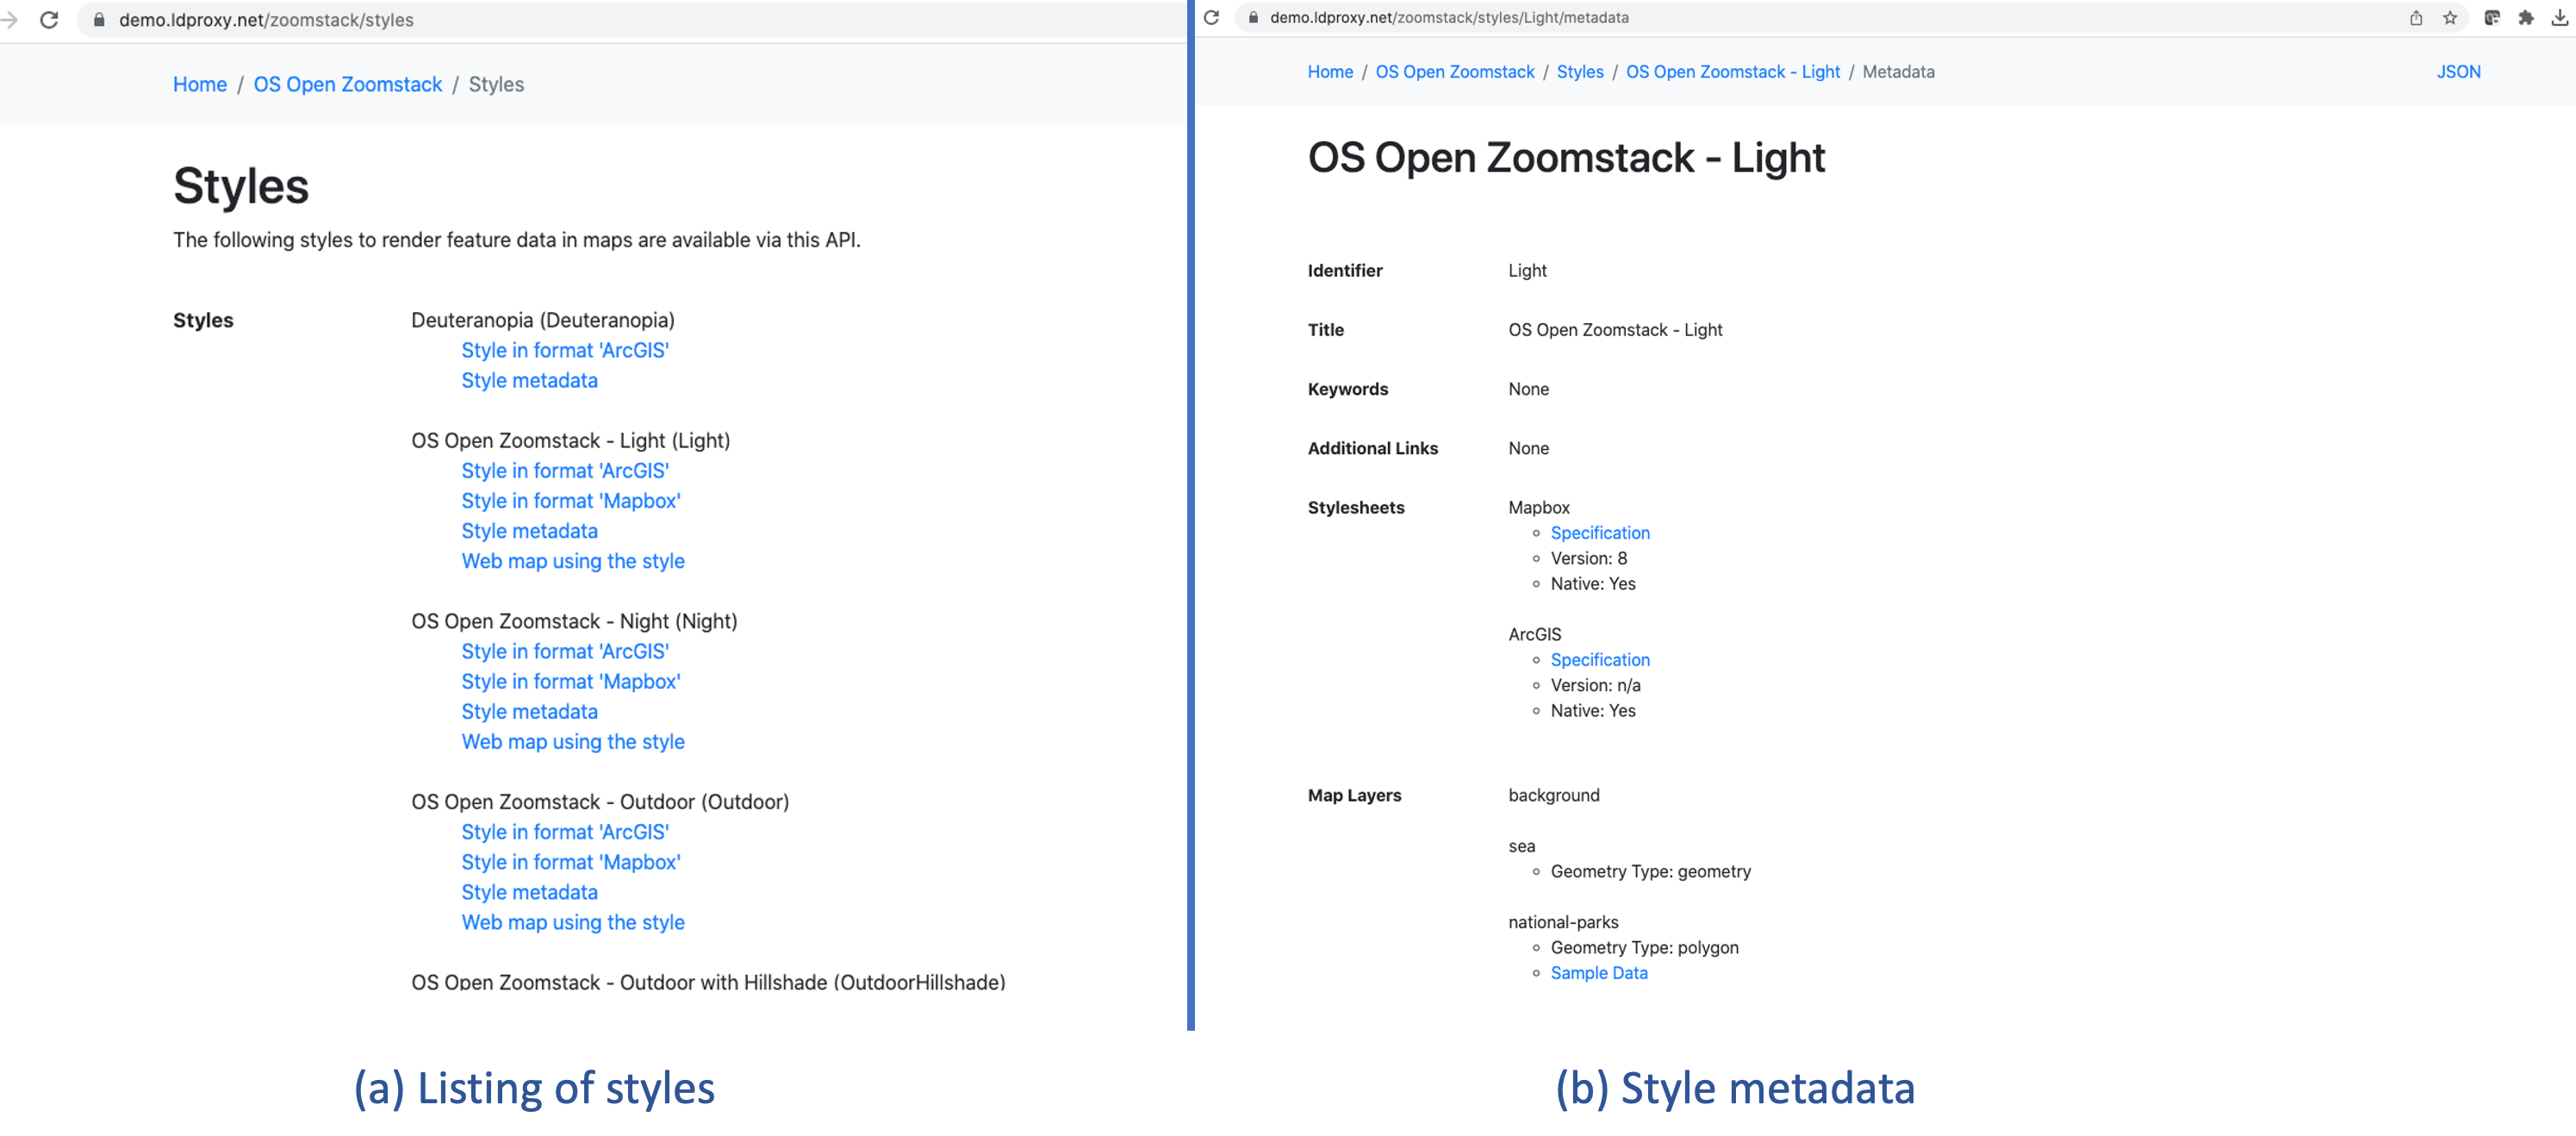 demo.ldproxy.net/zoomstack/styles
Home / OS Open Zoomstack / Styles
Styles
The following styles to render feature data in maps are available via this API.
Styles
Deuteranopia (Deuteranopia)
Style in format 'ArcGIS'
Style metadata
OS Open Zoomstack - Light (Light)
Style in format 'ArcGIS'
Style in format 'Mapbox'
Style metadata
Web map using the style
OS Open Zoomstack - Night (Night)
Style in format 'ArcGIS'
Style in format 'Mapbox'
Style metadata
Web map using the style
OS Open Zoomstack - Outdoor (Outdoor)
Style in format 'ArcGIS'
Style in format 'Mapbox'
Style metadata
Web map using the style
OS Open Zoomstack - Outdoor with Hillshade (OutdoorHillshade)
(a) Listing of styles
demo.ldproxy.net/zoomstack/styles/Light/metadata
Home / OS Open Zoomstack / Styles / OS Open Zoomstack - Light / Metadata
JSON
OS Open Zoomstack - Light
Identifier Light
Title OS Open Zoomstack - Light
Keywords None
Additional Links None
Stylesheets Mapbox
Specification
Version: 8
Native: Yes
ArcGIS
Specification
Version: n/a
Native: Yes
Map Layers background
sea
Geometry Type: geometry
national-parks
Geometry Type: polygon
Sample Data
(b) Style metadata